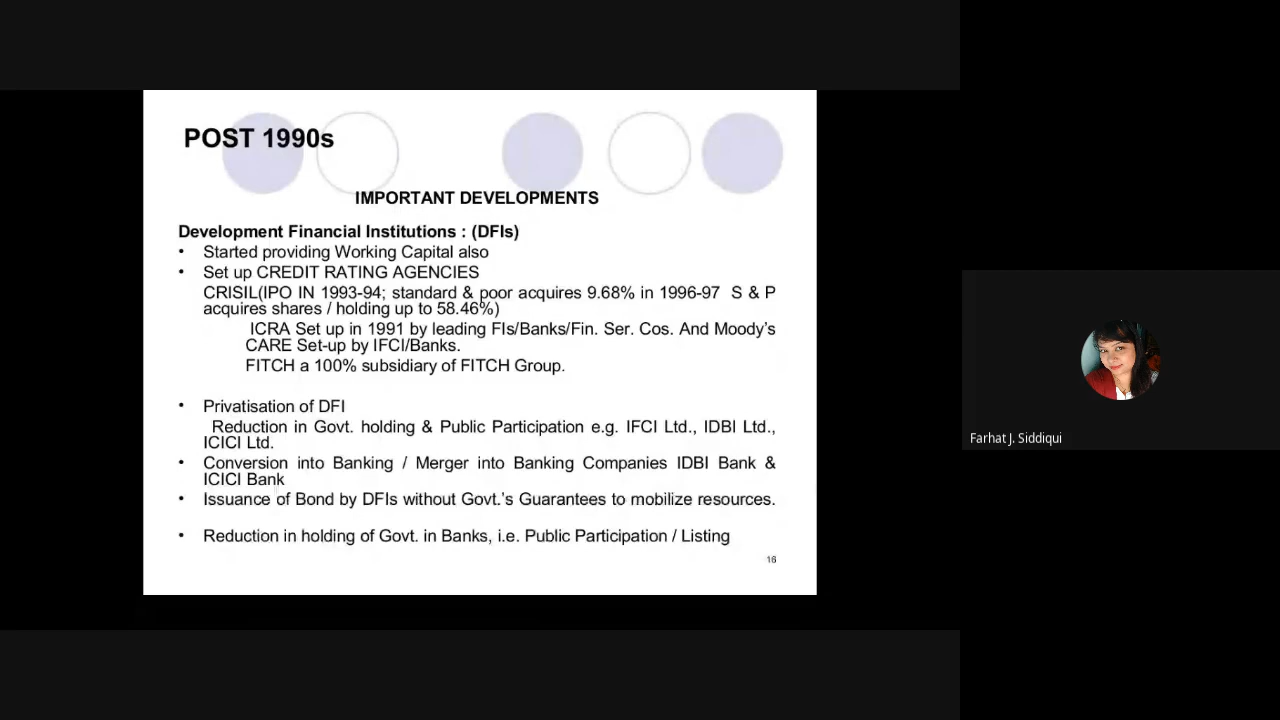 POST 1990s
IMPORTANT DEVELOPMENTS
Development Financial Institutions : (DFIs)
• Started providing Working Capital also
• Set up CREDIT RATING AGENCIES
CRISIL(IPO IN 1993-94; standard & poor acquires 9.68% in 1996-97 S & P
acquires shares / holding up to 58.46%)
ICRA Set up in 1991 by leading FIs/Banks/Fin. Ser. Cos. And Moody's
CARE Set-up by IFCI/Banks.
FITCH a 100% subsidiary of FITCH Group.
• Privatisation of DFI
Reduction in Govt. holding & Public Participation e.g. IFCI Ltd., IDBI Ltd.,
ICICI Ltd.
• Conversion into Banking / Merger into Banking Companies IDBI Bank &
ICICI Bank
• Issuance of Bond by DFIs without Govt.'s Guarantees to mobilize resources.
• Reduction in holding of Govt. in Banks, i.e. Public Participation / Listing
16
Farhat J. Siddiqui